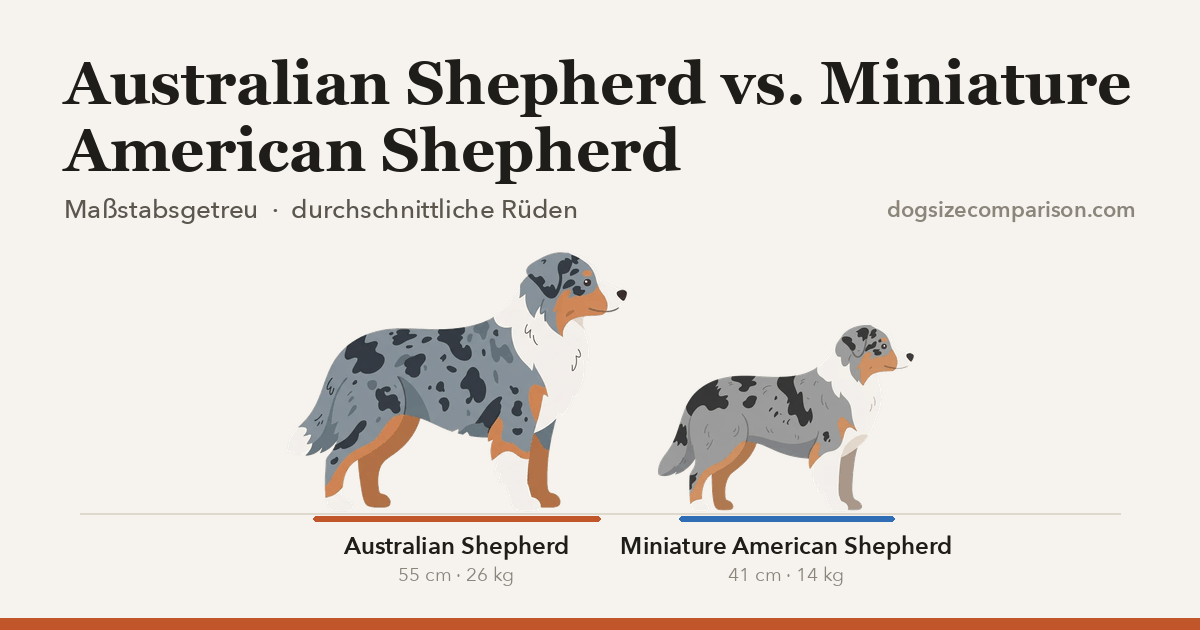 Australian Shepherd vs. Miniature
American Shepherd
Maßstabsgetreu · durchschnittliche Rüden
dogsizecomparison.com
Australian Shepherd
55 cm · 26 kg
Miniature American Shepherd
41 cm · 14 kg